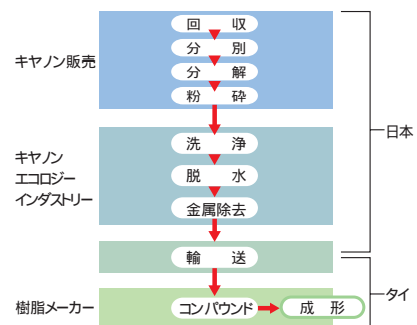 回 収
キヤノン販売
分 別
分 解
粉 砕
日本
キヤノン
エコロジー
インダストリー
洗 浄
脱 水
金属除去
輸 送
タイ
樹脂メーカー
コンパウンド
成 形